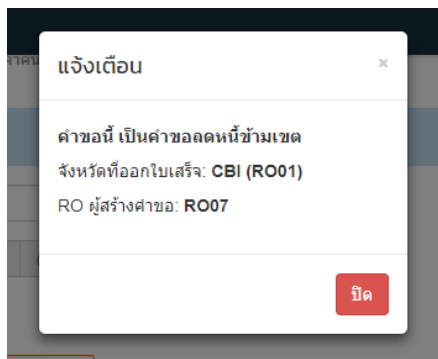 แจ้งเตือน
×
คำขอนี้ เป็นคำขอลดหนี้ข้ามเขต
จังหวัดที่ออกใบเสร็จ: CBI (RO01)
RO ผู้สร้างคำขอ: RO07
ปิด